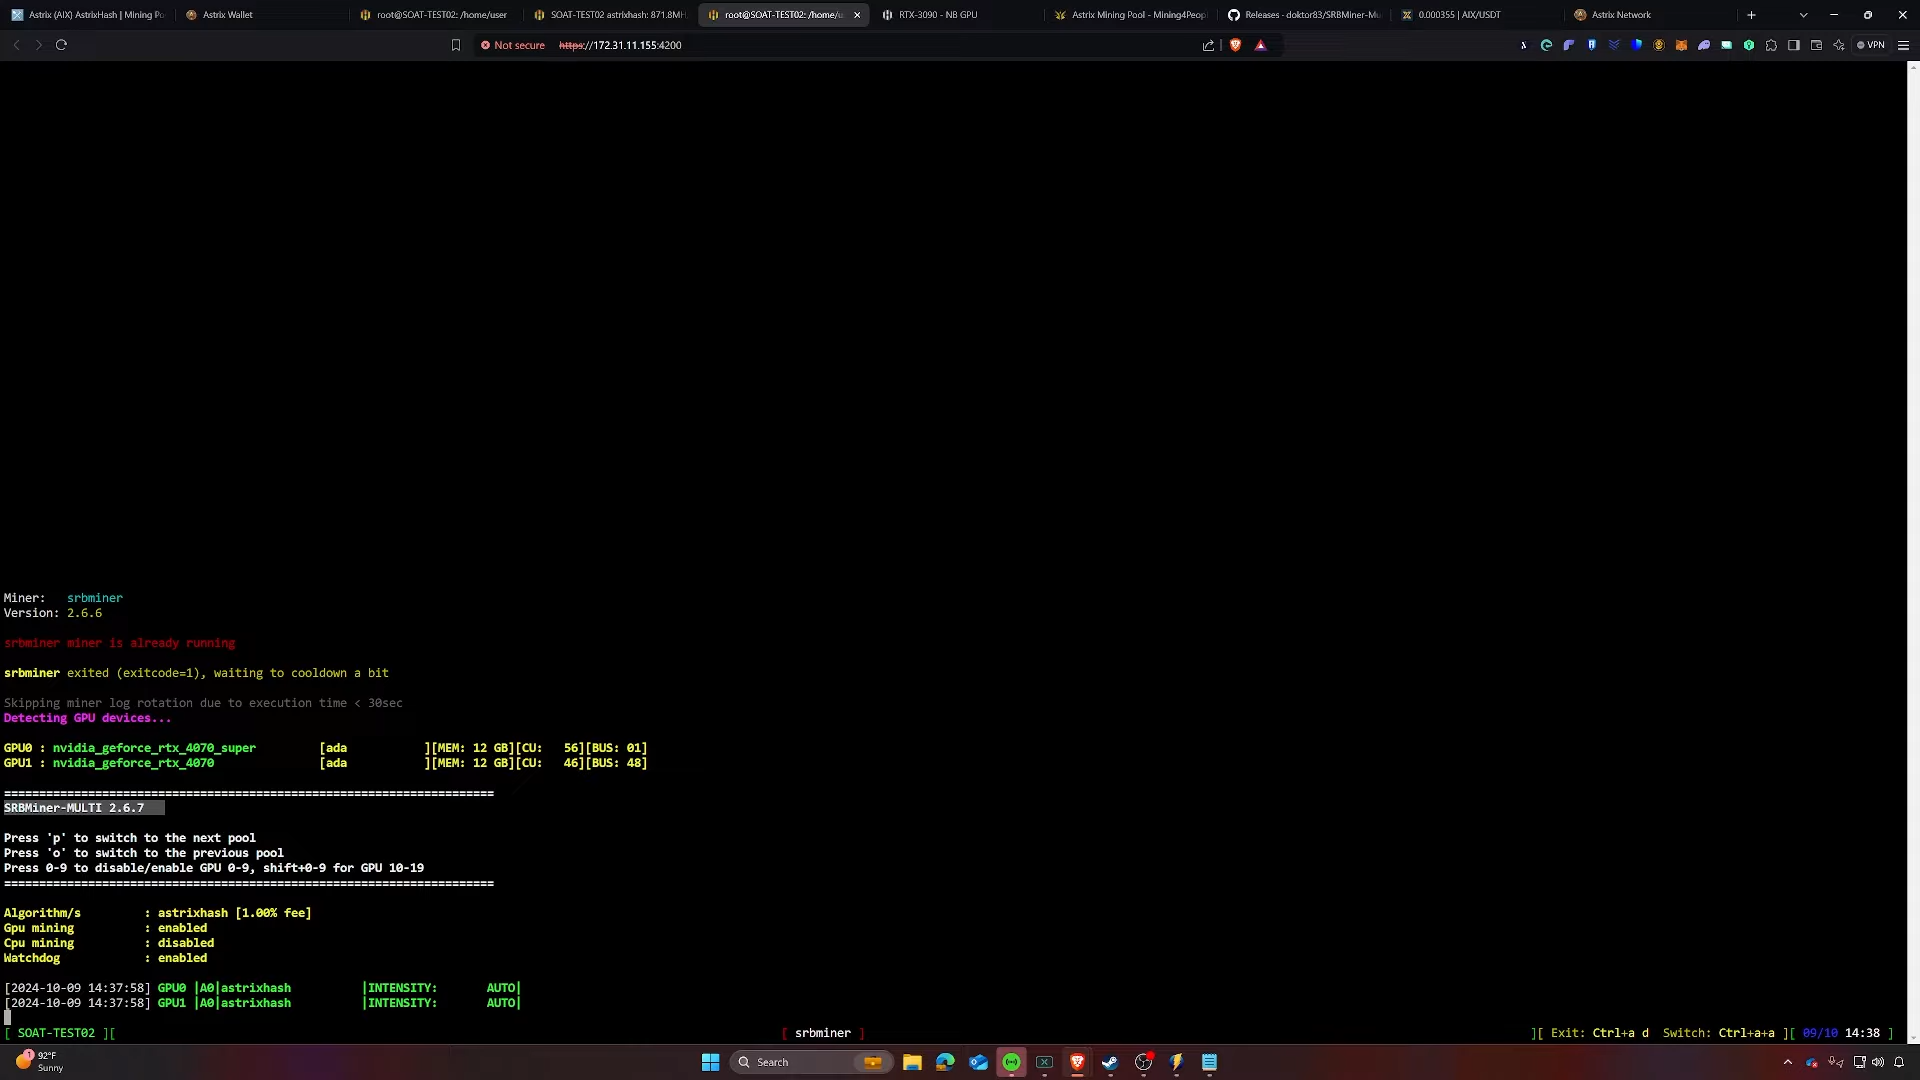 Astrix (AIX) AstrixHash | Mining Po
Astrix Wallet
root@SOAT-TEST02: /home/user
SOAT-TEST02 astrixhash: 871.8MH
root@SOAT-TEST02: /home/u
RTX-3090 - NB GPU
Astrix Mining Pool - Mining4Peop
Releases · doktor83/SRBMiner-Mu
0.000355 | AIX/USDT
Astrix Network
Not secure https://172.31.11.155:4200
VPN
Miner: srbminer
Version: 2.6.6
srbminer miner is already running
srbminer exited (exitcode=1), waiting to cooldown a bit
Skipping miner log rotation due to execution time < 30sec
Detecting GPU devices...
GPU0 : nvidia_geforce_rtx_4070_super [ada ][MEM: 12 GB][CU: 56][BUS: 01]
GPU1 : nvidia_geforce_rtx_4070 [ada ][MEM: 12 GB][CU: 46][BUS: 48]
======================================================================
SRBMiner-MULTI 2.6.7
Press 'p' to switch to the next pool
Press 'o' to switch to the previous pool
Press 0-9 to disable/enable GPU 0-9, shift+0-9 for GPU 10-19
======================================================================
Algorithm/s : astrixhash [1.00% fee]
Gpu mining : enabled
Cpu mining : disabled
Watchdog : enabled
[2024-10-09 14:37:58] GPU0 |A0|astrixhash |INTENSITY: AUTO|
[2024-10-09 14:37:58] GPU1 |A0|astrixhash |INTENSITY: AUTO|
[ SOAT-TEST02 ][ [ srbminer ] ][ Exit: Ctrl+a d Switch: Ctrl+a+a ][ 09/10 14:38 ]
1
92°F
Sunny
Search